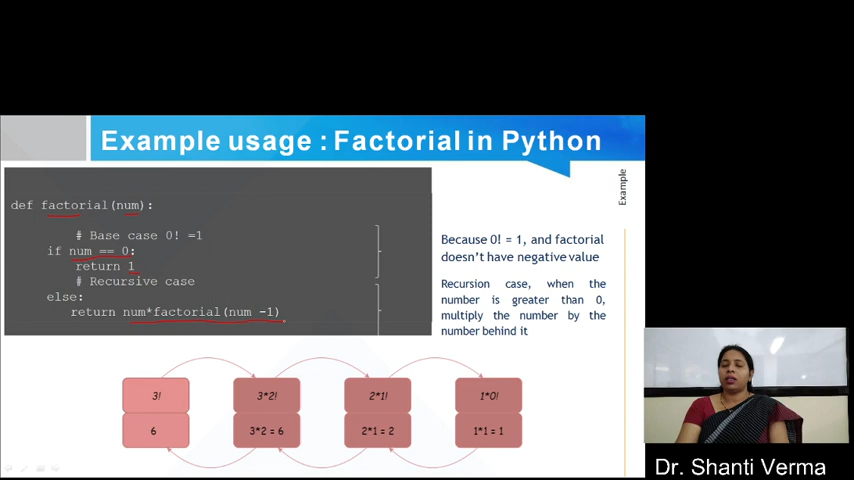 Example usage : Factorial in Python
Example
def factorial(num):
# Base case 0! =1
if num == 0:
return 1
# Recursive case
else:
return num*factorial(num -1)
Because 0! = 1, and factorial
doesn't have negative value
Recursion case, when the
number is greater than 0,
multiply the number by the
number behind it
3!
3*2!
2*1!
1*0!
6
3*2 = 6
2*1 = 2
1*1 = 1
Dr. Shanti Verma